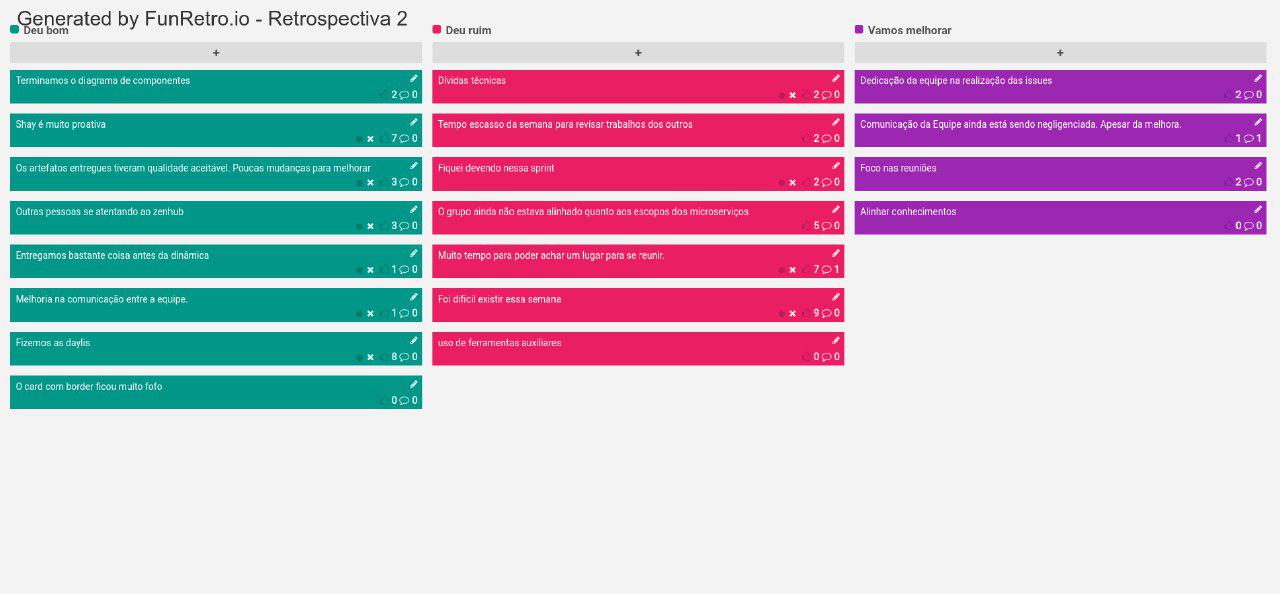 Generated by FunRetro.io - Retrospectiva 2
Deu bom
+
Terminamos o diagrama de componentes
2 0
Shay é muito proativa
7 0
Os artefatos entregues tiveram qualidade aceitável. Poucas mudanças para melhorar
3 0
Outras pessoas se atentando ao zenhub
3 0
Entregamos bastante coisa antes da dinâmica
1 0
Melhoria na comunicação entre a equipe.
1 0
Fizemos as daylis
8 0
O card com border ficou muito fofo
0 0
Deu ruim
+
Dívidas técnicas
2 0
Tempo escasso da semana para revisar trabalhos dos outros
2 0
Fiquei devendo nessa sprint
2 0
O grupo ainda não estava alinhado quanto aos escopos dos microserviços
5 0
Muito tempo para poder achar um lugar para se reunir.
7 1
Foi difícil existir essa semana
9 0
uso de ferramentas auxiliares
0 0
Vamos melhorar
+
Dedicação da equipe na realização das issues
2 0
Comunicação da Equipe ainda está sendo negligenciada. Apesar da melhora.
1 1
Foco nas reuniões
2 0
Alinhar conhecimentos
0 0